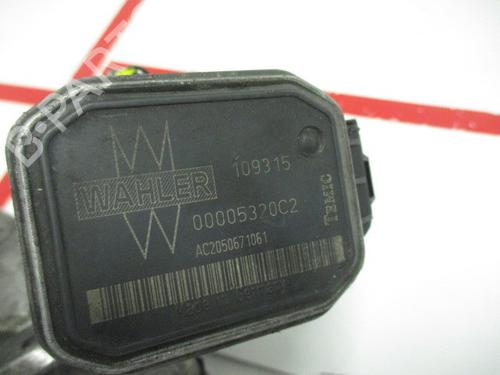 B-PARTS
W
WAHLER
W
109315
00005320C2
AC2050671061
TEMIC